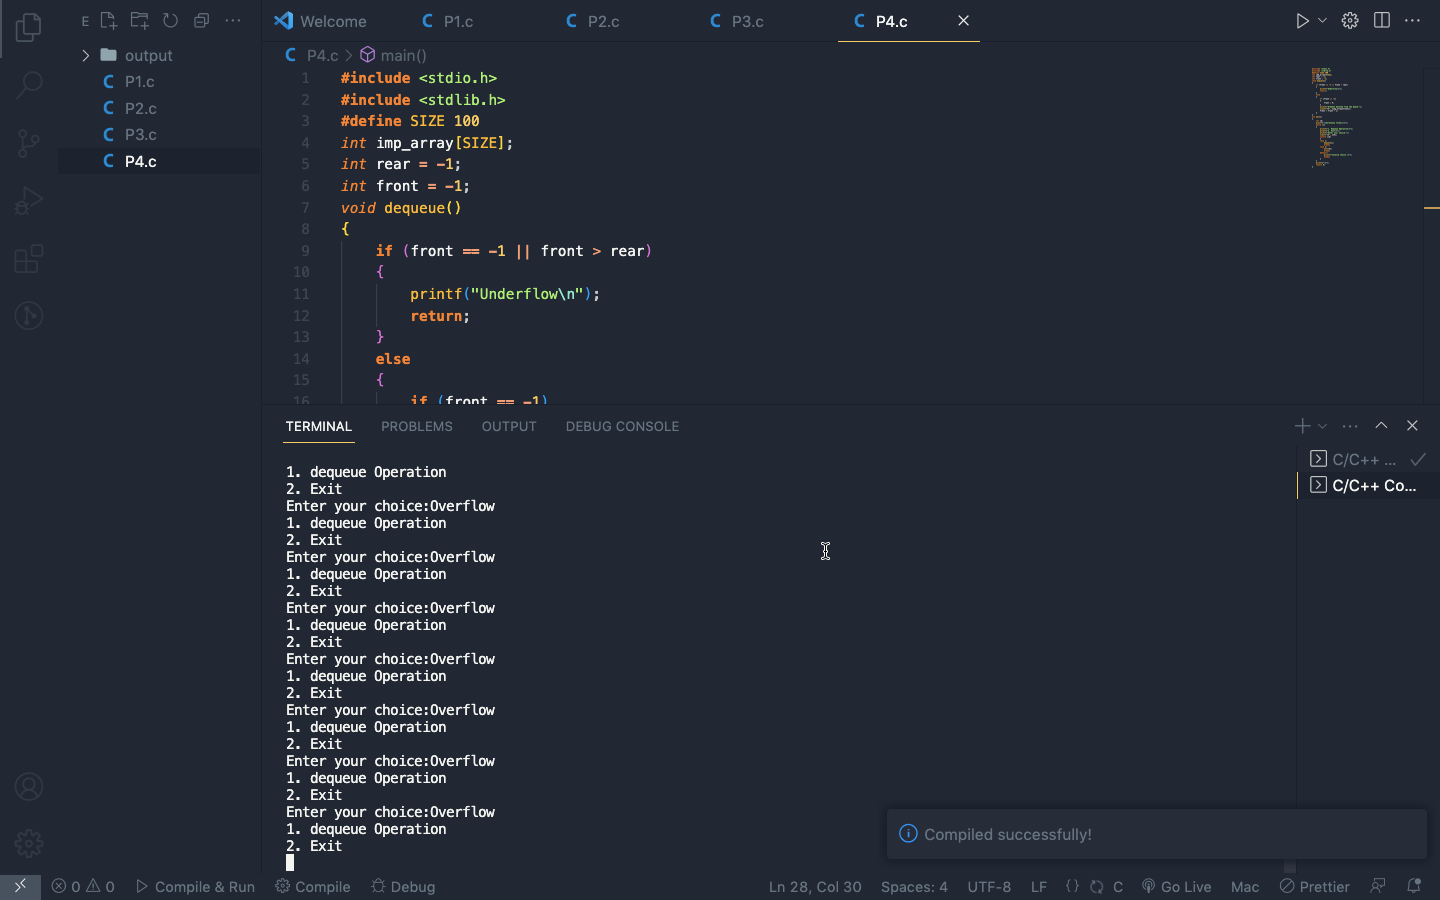 E
Welcome
P1.c
P2.c
P3.c
P4.c
output
P1.c
P2.c
P3.c
P4.c
P4.c > main()
1 #include <stdio.h>
2 #include <stdlib.h>
3 #define SIZE 100
4 int imp_array[SIZE];
5 int rear = -1;
6 int front = -1;
7 void dequeue()
8 {
9 if (front == -1 || front > rear)
10 {
11 printf("Underflow\n");
12 return;
13 }
14 else
15 {
16 if (front == -1)
TERMINAL PROBLEMS OUTPUT DEBUG CONSOLE
C/C++ ...
C/C++ Co...
1. dequeue Operation
2. Exit
Enter your choice:Overflow
1. dequeue Operation
2. Exit
Enter your choice:Overflow
1. dequeue Operation
2. Exit
Enter your choice:Overflow
1. dequeue Operation
2. Exit
Enter your choice:Overflow
1. dequeue Operation
2. Exit
Enter your choice:Overflow
1. dequeue Operation
2. Exit
Enter your choice:Overflow
1. dequeue Operation
2. Exit
Enter your choice:Overflow
1. dequeue Operation
2. Exit
Compiled successfully!
0 0 Compile & Run Compile Debug Ln 28, Col 30 Spaces: 4 UTF-8 LF {} C Go Live Mac Prettier